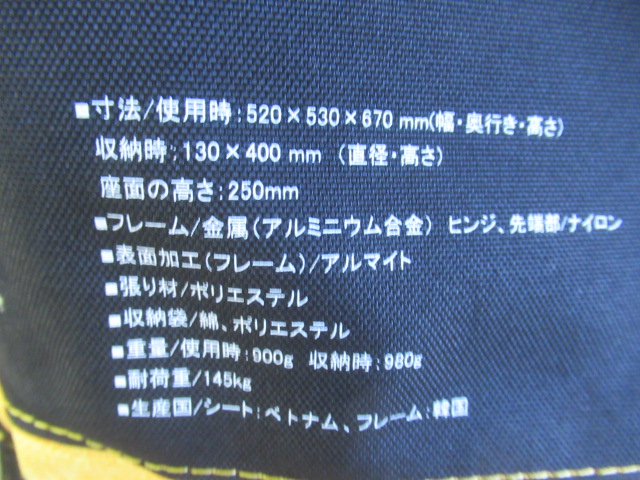 ■寸法/使用時:520×530×670mm(幅・奥行き・高さ)
収納時:130×400mm (直径・高さ)
座面の高さ:250mm
■フレーム/金属(アルミニウム合金) ヒンジ、先端部/ナイロン
■表面加工(フレーム)/アルマイト
■張り材/ポリエステル
■収納袋/綿、ポリエステル
■重量/使用時:900g 収納時:980g
■耐荷重/145kg
■生産国/シート:ベトナム、フレーム:韓国